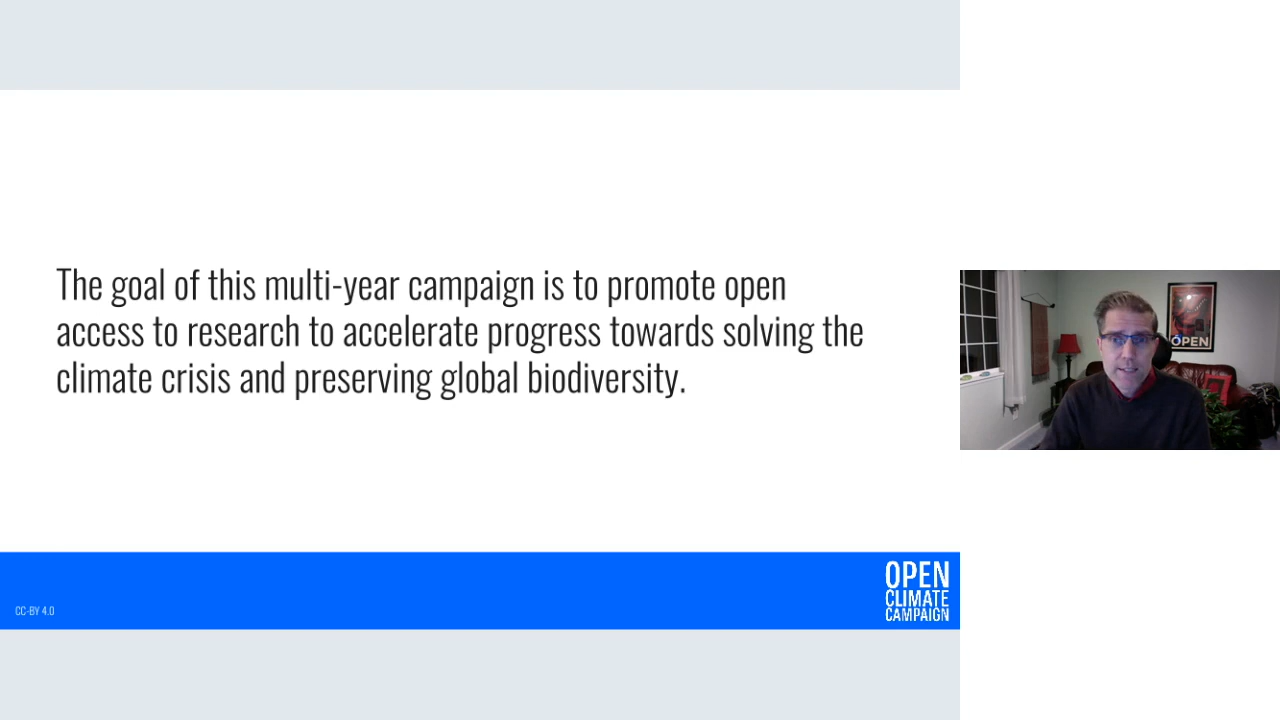 The goal of this multi-year campaign is to promote open
access to research to accelerate progress towards solving the
climate crisis and preserving global biodiversity.
OPEN
CC-BY 4.0
OPEN
CLIMATE
CAMPAIGN